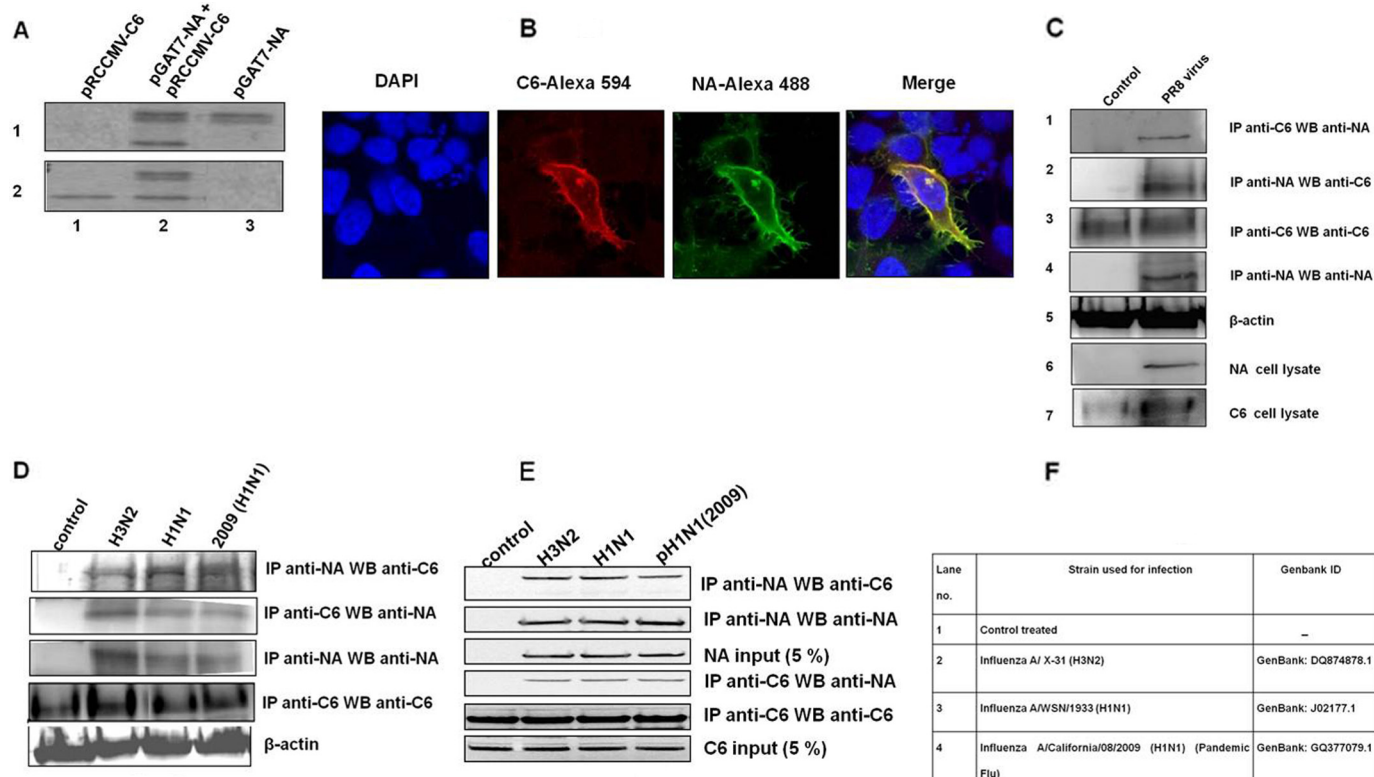 A
pRCCMV-C6
pGAT7-NA +
pRCCMV-C6
pGAT7-NA
1
2
1 2 3
B
DAPI C6-Alexa 594 NA-Alexa 488 Merge
C
Control PR8 virus
1 IP anti-C6 WB anti-NA
2 IP anti-NA WB anti-C6
3 IP anti-C6 WB anti-C6
4 IP anti-NA WB anti-NA
5 β-actin
6 NA cell lysate
7 C6 cell lysate
D
control H3N2 H1N1 2009 (H1N1)
IP anti-NA WB anti-C6
IP anti-C6 WB anti-NA
IP anti-NA WB anti-NA
IP anti-C6 WB anti-C6
β-actin
E
control H3N2 H1N1 pH1N1(2009)
IP anti-NA WB anti-C6
IP anti-NA WB anti-NA
NA input (5 %)
IP anti-C6 WB anti-NA
IP anti-C6 WB anti-C6
C6 input (5 %)
F
Lane no. Strain used for infection Genbank ID
1 Control treated –
2 Influenza A/ X-31 (H3N2) GenBank: DQ874878.1
3 Influenza A/WSN/1933 (H1N1) GenBank: J02177.1
4 Influenza A/California/08/2009 (H1N1) (Pandemic GenBank: GQ377079.1
Flu)